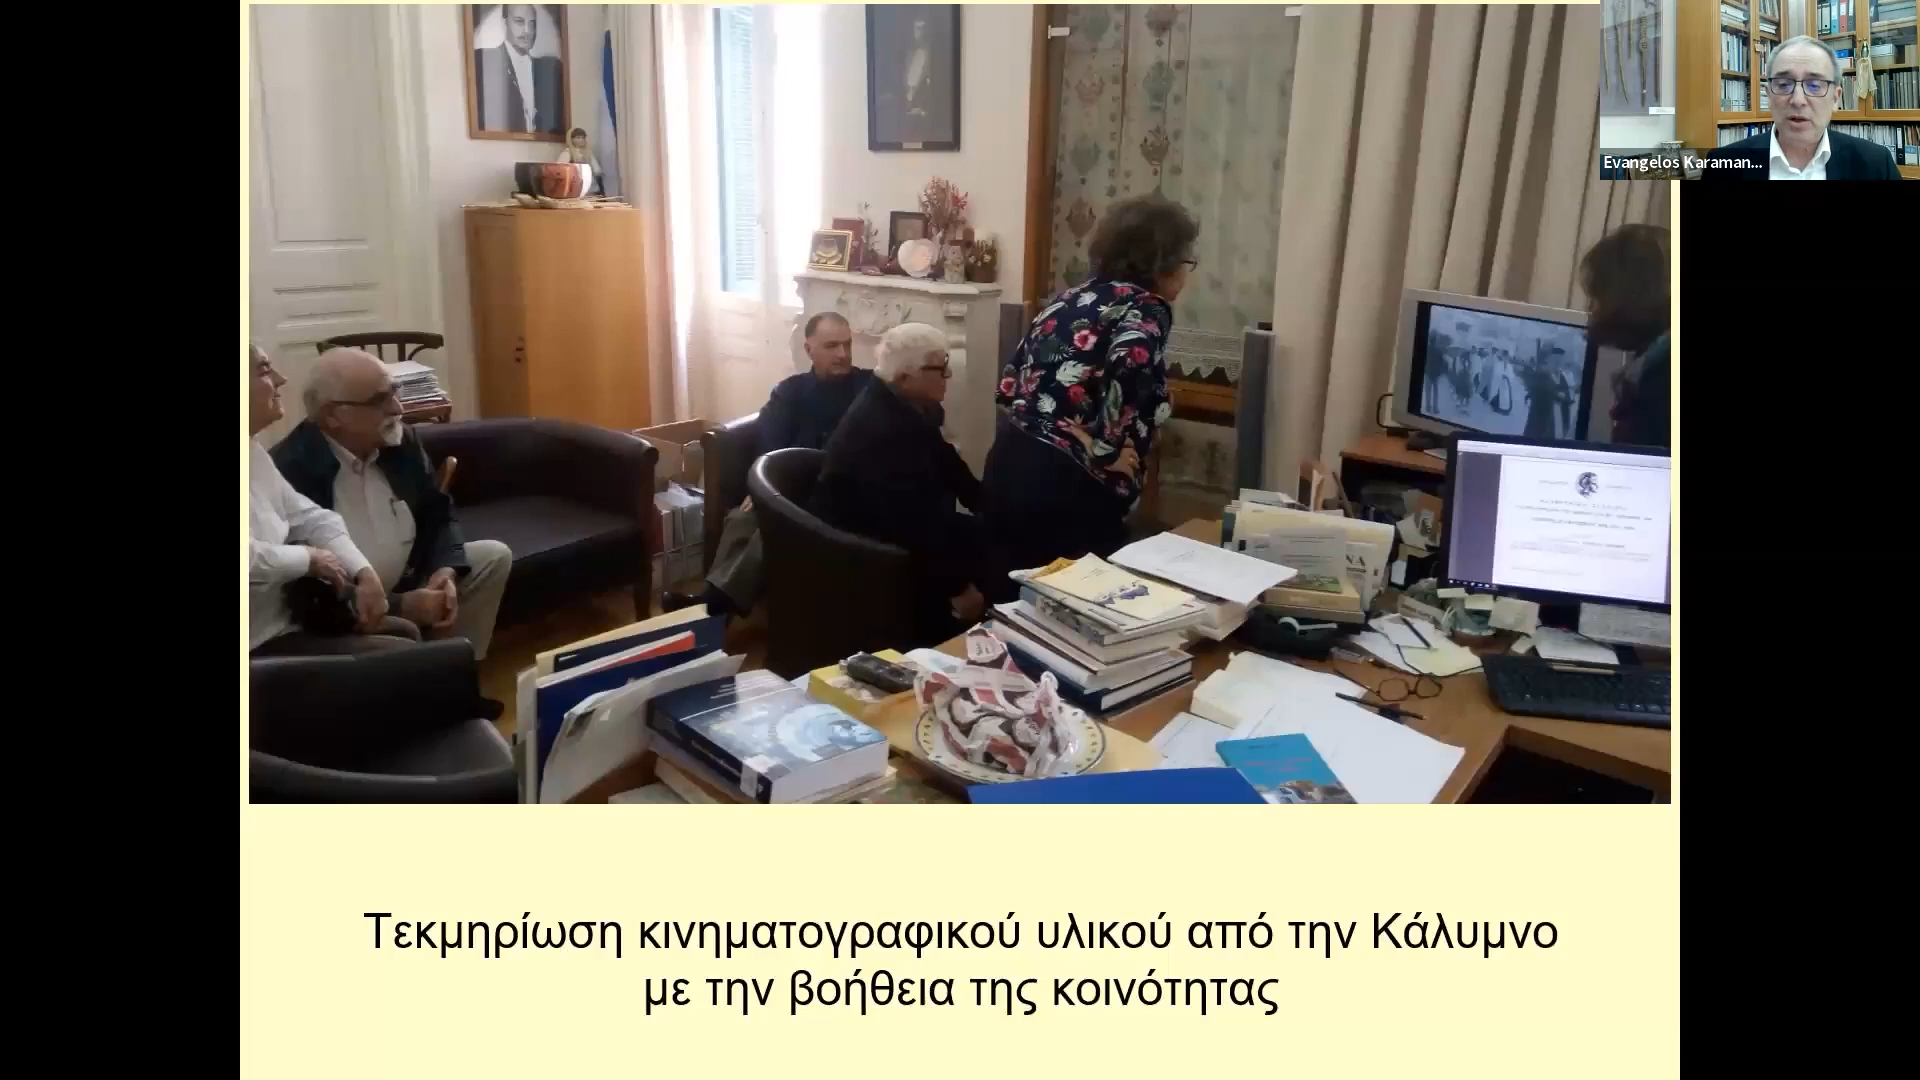 Evangelos Karaman...
Τεκμηρίωση κινηματογραφικού υλικού από την Κάλυμνο
με την βοήθεια της κοινότητας